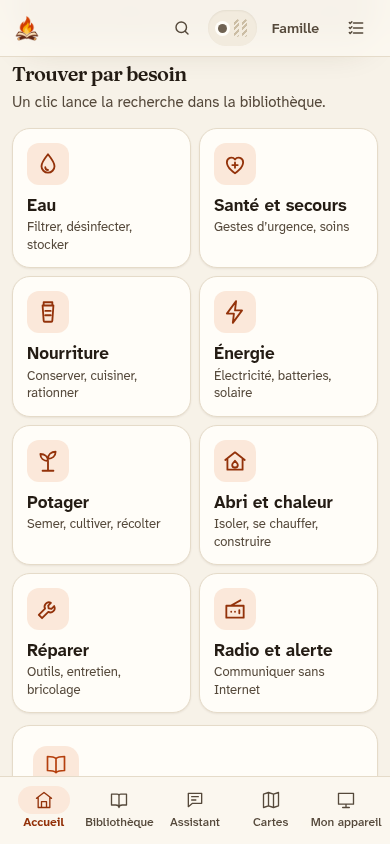 Famille
Trouver par besoin
Un clic lance la recherche dans la bibliothèque.
Eau
Filtrer, désinfecter,
stocker
Santé et secours
Gestes d'urgence, soins
Nourriture
Conserver, cuisiner,
rationner
Énergie
Électricité, batteries,
solaire
Potager
Semer, cultiver, récolter
Abri et chaleur
Isoler, se chauffer,
construire
Réparer
Outils, entretien,
bricolage
Radio et alerte
Communiquer sans
Internet
Accueil
Bibliothèque
Assistant
Cartes
Mon appareil